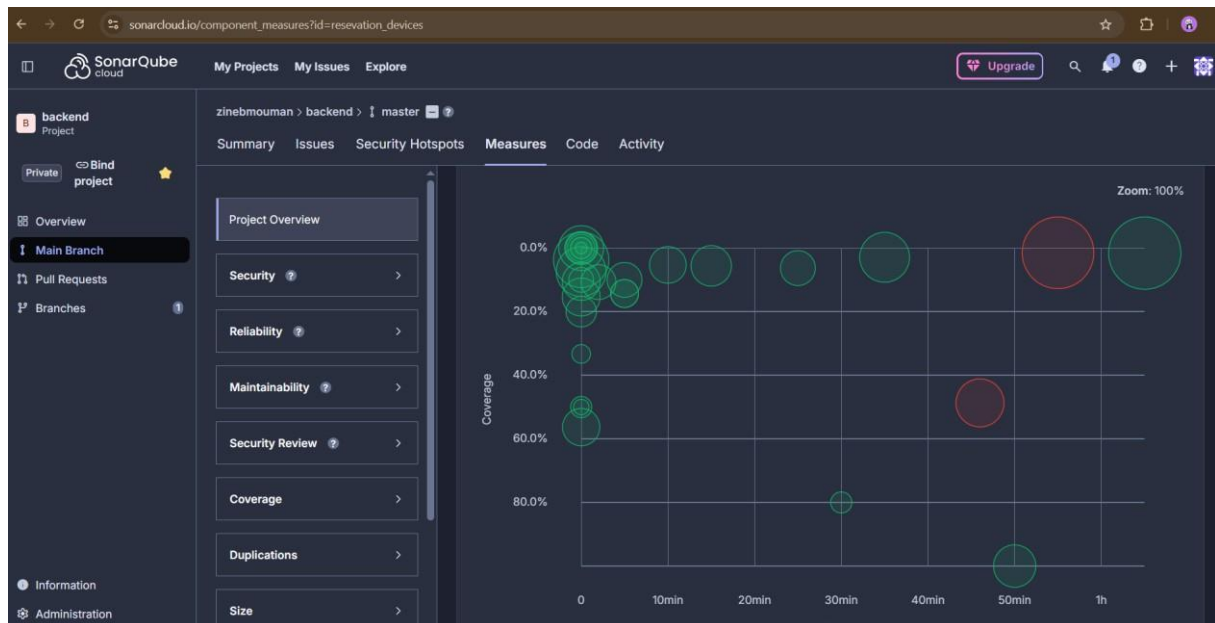 sonarcloud.io/component_measures?id=resevation_devices
SonarQube
cloud
My Projects My Issues Explore
Upgrade
1
?
B
backend
Project
Private
Bind
project
Overview
Main Branch
Pull Requests
Branches
1
Information
Administration
zinebmouman > backend > master
?
Summary Issues Security Hotspots Measures Code Activity
Project Overview
Security ?
Reliability ?
Maintainability ?
Security Review ?
Coverage
Duplications
Size
Zoom: 100%
Coverage
0.0%
20.0%
40.0%
60.0%
80.0%
0 10min 20min 30min 40min 50min 1h